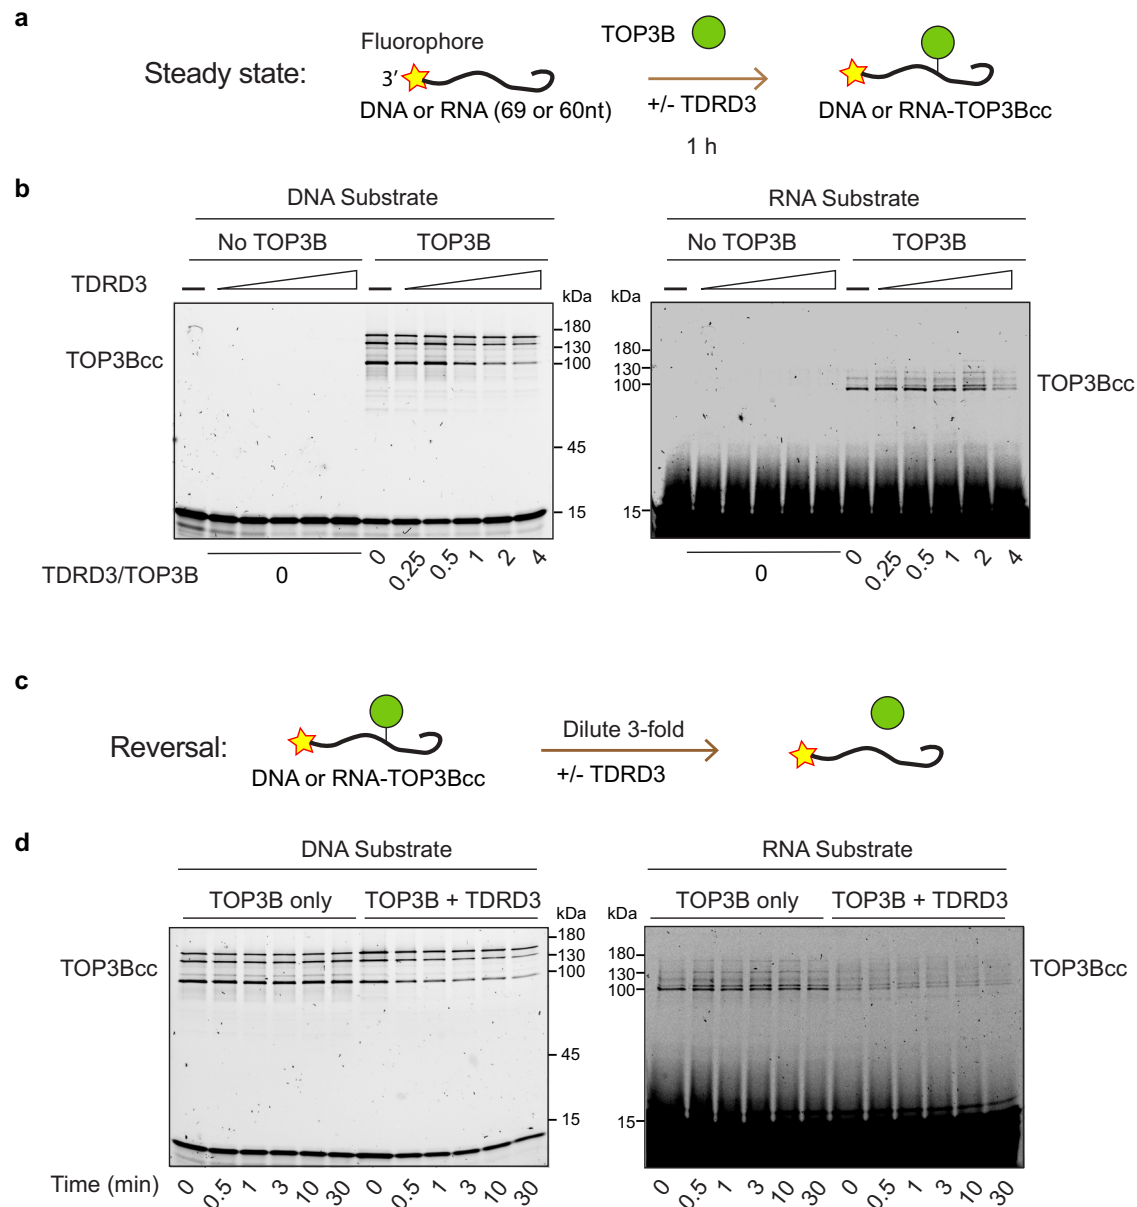 a
Steady state:
Fluorophore
3′
DNA or RNA (69 or 60nt)
TOP3B
+/- TDRD3
1 h
DNA or RNA-TOP3Bcc
b
DNA Substrate
No TOP3B
TOP3B
TDRD3
TOP3Bcc
kDa
180
130
100
45
15
TDRD3/TOP3B
0
0
0.25
0.5
1
2
4
RNA Substrate
No TOP3B
TOP3B
kDa
180
130
100
15
TOP3Bcc
0
0
0.25
0.5
1
2
4
c
Reversal:
DNA or RNA-TOP3Bcc
Dilute 3-fold
+/- TDRD3
d
DNA Substrate
TOP3B only
TOP3B + TDRD3
TOP3Bcc
kDa
180
130
100
45
15
Time (min)
0
0.5
1
3
10
30
0
0.5
1
3
10
30
RNA Substrate
TOP3B only
TOP3B + TDRD3
kDa
180
130
100
15
TOP3Bcc
0
0.5
1
3
10
30
0
0.5
1
3
10
30